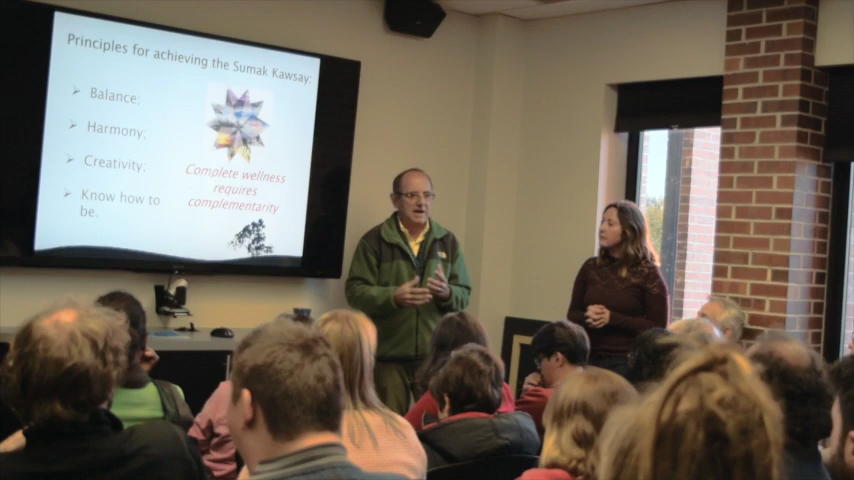 Principles for achieving the Sumak Kawsay:
➢ Balance;
➢ Harmony;
➢ Creativity;
➢ Know how to
be.
Complete wellness
requires
complementarity